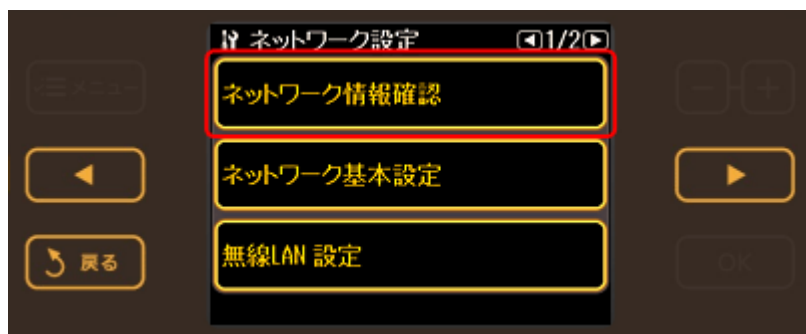 ネットワーク設定 1/2
メニュー
ネットワーク情報確認
ネットワーク基本設定
戻る
無線LAN 設定
OK